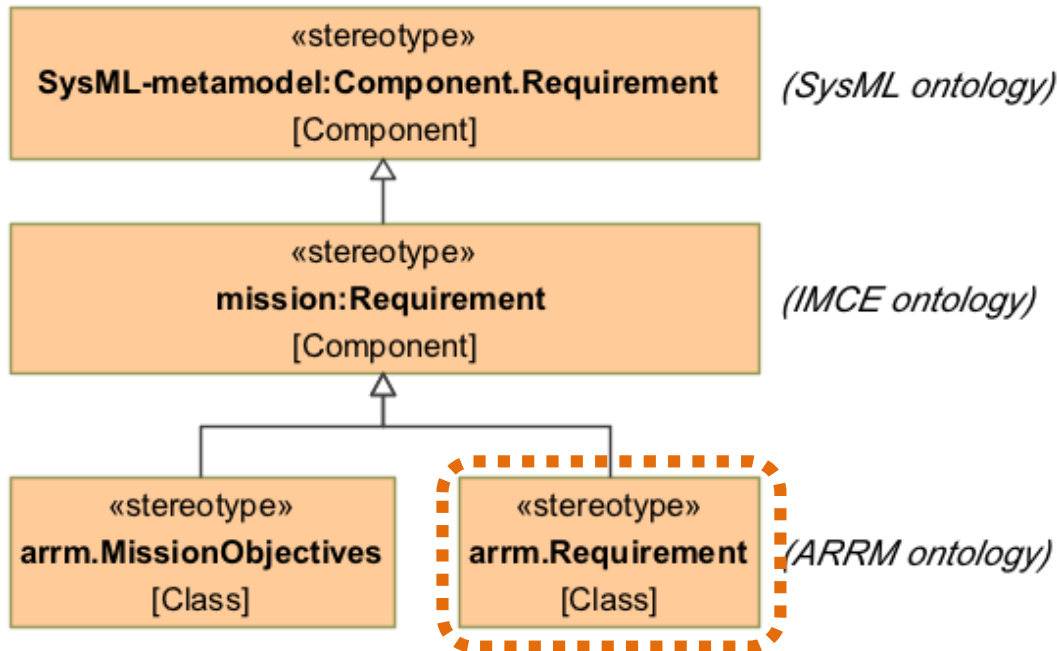 «stereotype»
SysML-metamodel:Component.Requirement
[Component]
(SysML ontology)
«stereotype»
mission:Requirement
[Component]
(IMCE ontology)
«stereotype»
arrm.MissionObjectives
[Class]
«stereotype»
arrm.Requirement
[Class]
(ARRM ontology)